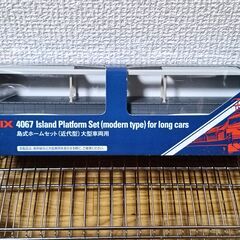 IX 4067 Island Platform Set (modern type) for long cars
島式ホームセット(近代型)大型車両用